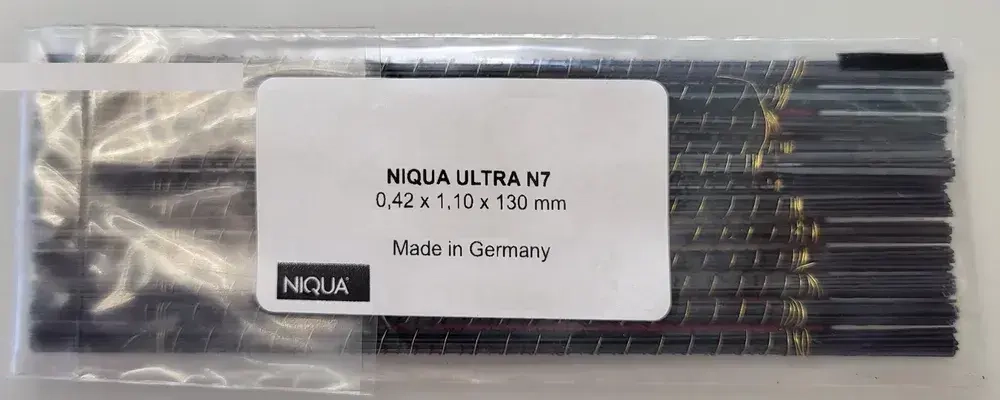 NIQUA ULTRA N7
0,42 x 1,10 x 130 mm
Made in Germany
NIQUA®